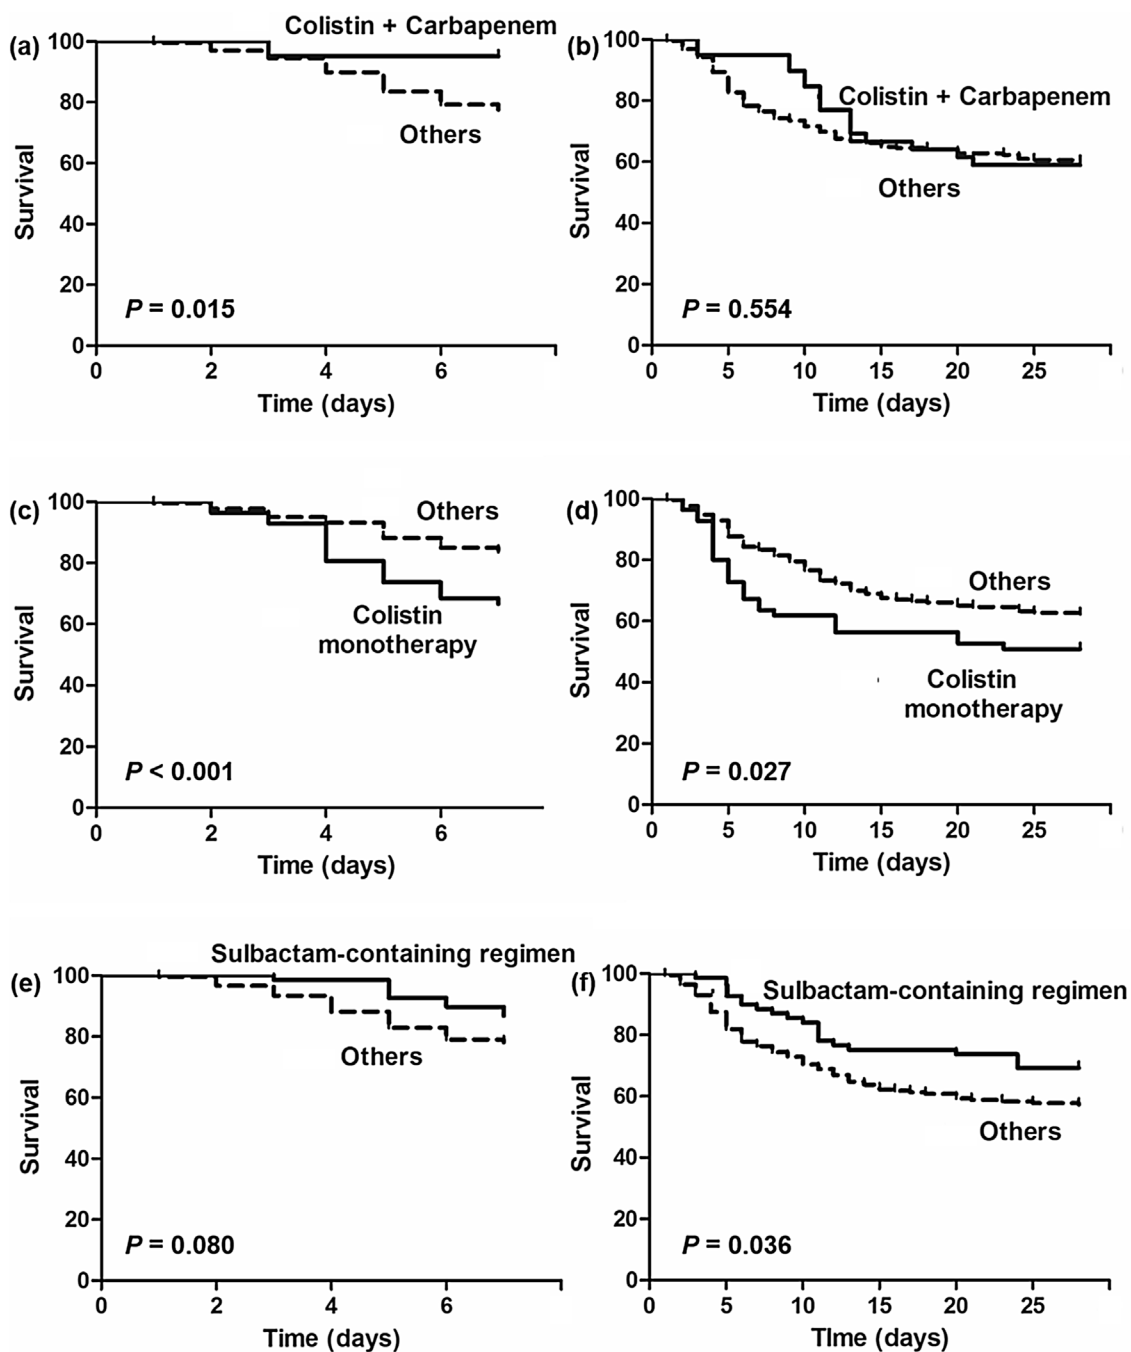 (a)
Colistin + Carbapenem
Others
100
80
60
40
20
0
Survival
P = 0.015
0 2 4 6
Time (days)
(b)
Colistin + Carbapenem
Others
100
80
60
40
20
0
Survival
P = 0.554
0 5 10 15 20 25
Time (days)
(c)
Others
Colistin
monotherapy
100
80
60
40
20
0
Survival
P < 0.001
0 2 4 6
Time (days)
(d)
Others
Colistin
monotherapy
100
80
60
40
20
0
Survival
P = 0.027
0 5 10 15 20 25
Time (days)
(e)
Sulbactam-containing regimen
Others
100
80
60
40
20
0
Survival
P = 0.080
0 2 4 6
Time (days)
(f)
Sulbactam-containing regimen
Others
100
80
60
40
20
0
Survival
P = 0.036
0 5 10 15 20 25
TIme (days)